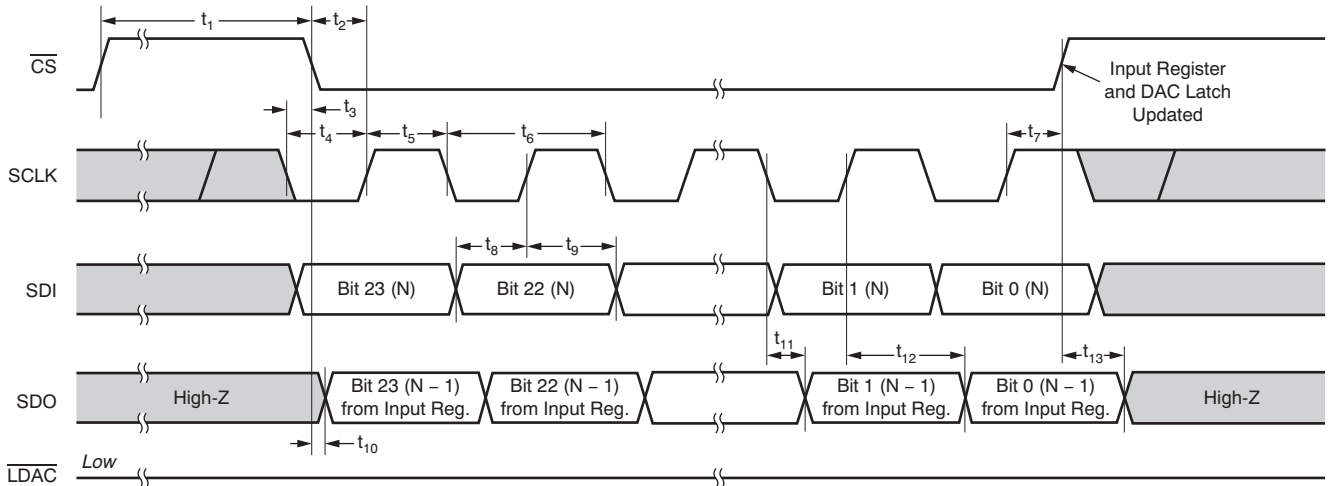 t1
t2
CS
Input Register
and DAC Latch
Updated
t3
t4
t5
t6
t7
SCLK
t8
t9
SDI
Bit 23 (N)
Bit 22 (N)
Bit 1 (N)
Bit 0 (N)
t11
t12
t13
SDO
High-Z
Bit 23 (N – 1)
from Input Reg.
Bit 22 (N – 1)
from Input Reg.
Bit 1 (N – 1)
from Input Reg.
Bit 0 (N – 1)
from Input Reg.
High-Z
t10
Low
LDAC